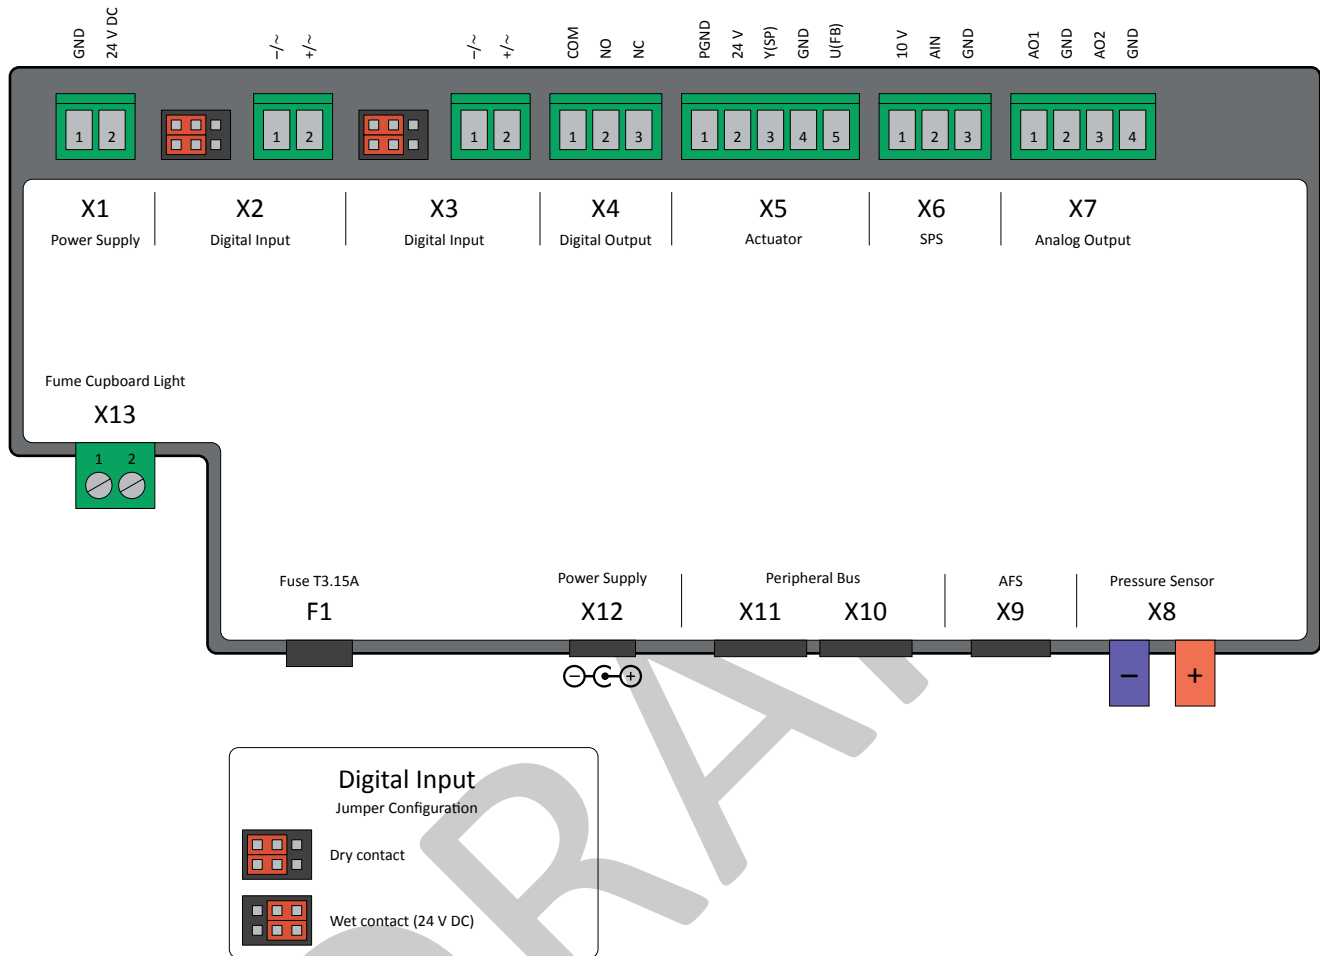 GND 24 V DC –/~ +/~ –/~ +/~ COM NO NC PGND 24 V Y(SP) GND U(FB) 10 V AIN GND AO1 GND AO2 GND
1 2 1 2 1 2 1 2 3 1 2 3 4 5 1 2 3 1 2 3 4
X1 X2 X3 X4 X5 X6 X7
Power Supply Digital Input Digital Input Digital Output Actuator SPS Analog Output
Fume Cupboard Light
X13
1 2
Fuse T3.15A Power Supply Peripheral Bus AFS Pressure Sensor
F1 X12 X11 X10 X9 X8
– + – +
Digital Input
Jumper Configuration
Dry contact
Wet contact (24 V DC)